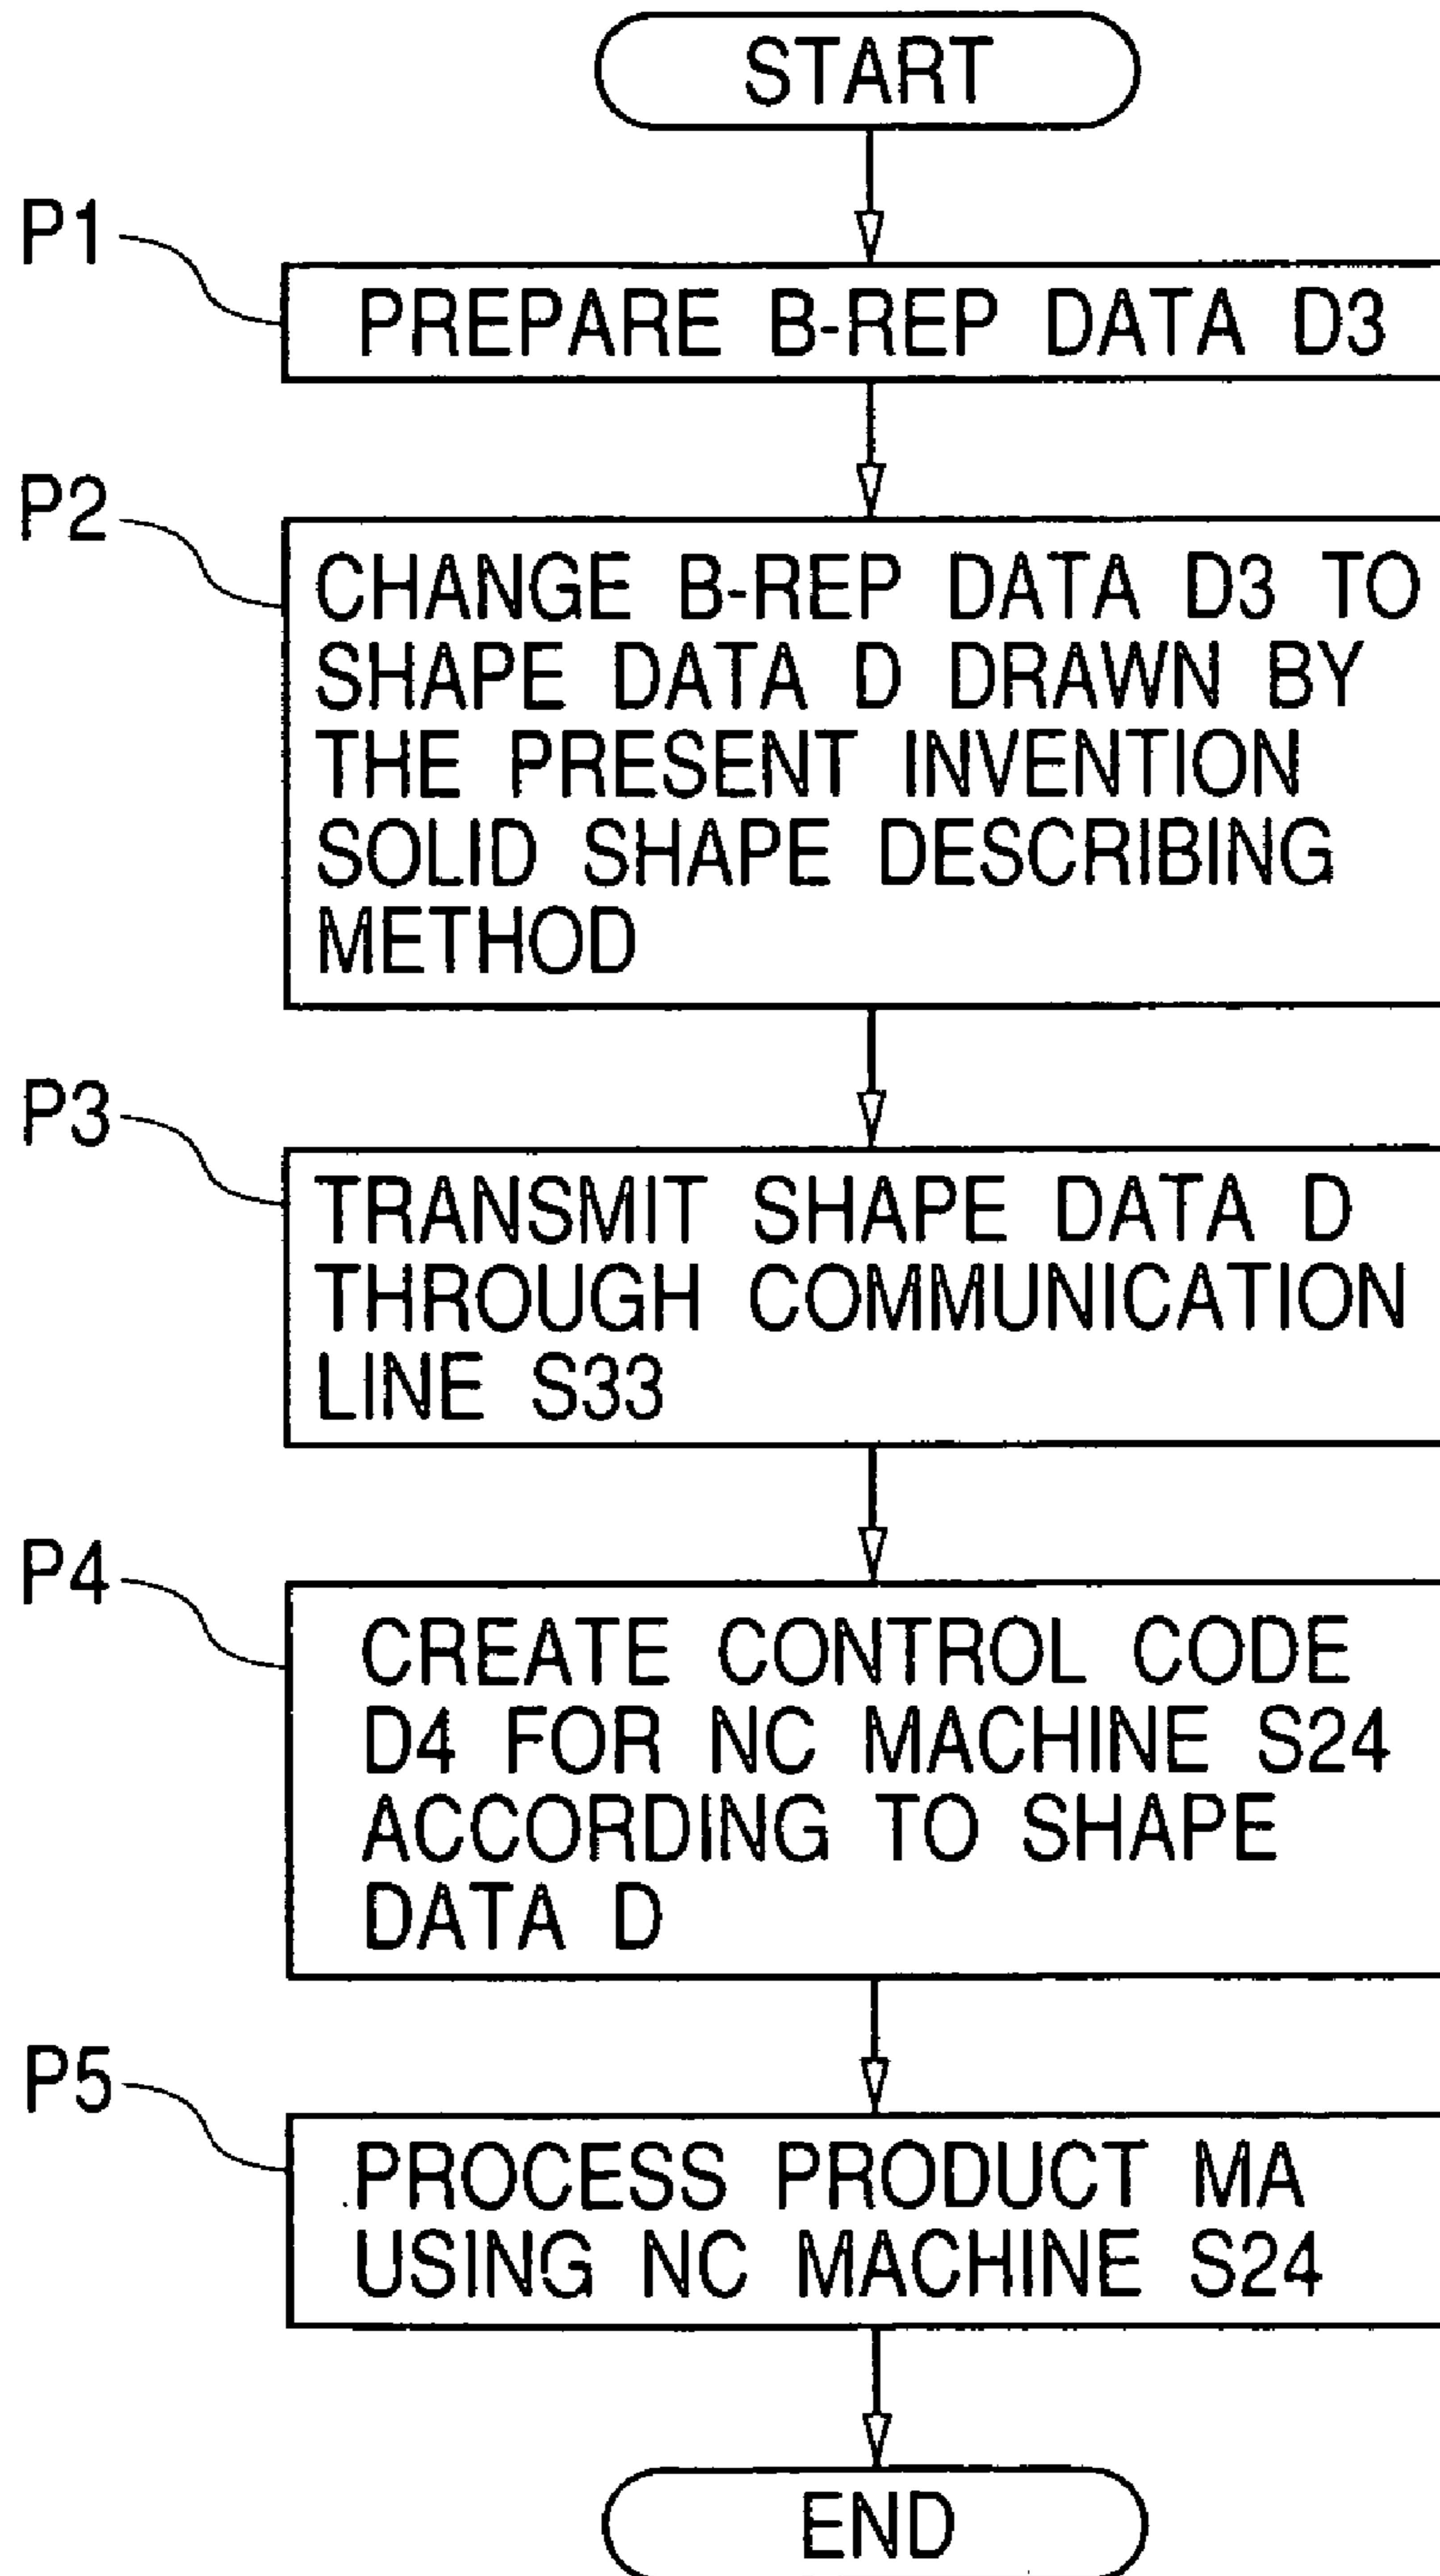 START
P1
PREPARE B-REP DATA D3
P2
CHANGE B-REP DATA D3 TO
SHAPE DATA D DRAWN BY
THE PRESENT INVENTION
SOLID SHAPE DESCRIBING
METHOD
P3
TRANSMIT SHAPE DATA D
THROUGH COMMUNICATION
LINE S33
P4
CREATE CONTROL CODE
D4 FOR NC MACHINE S24
ACCORDING TO SHAPE
DATA D
P5
PROCESS PRODUCT MA
USING NC MACHINE S24
END